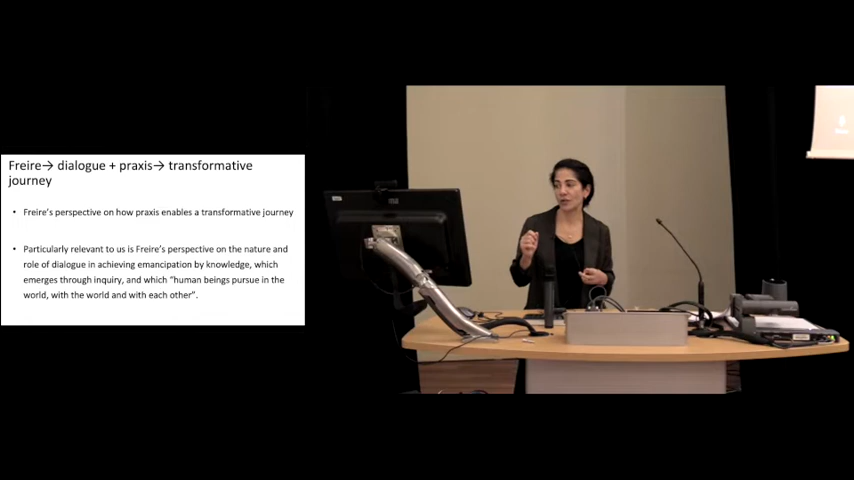 Freire→ dialogue + praxis→ transformative
journey
• Freire's perspective on how praxis enables a transformative journey
• Particularly relevant to us is Freire's perspective on the nature and
role of dialogue in achieving emancipation by knowledge, which
emerges through inquiry, and which "human beings pursue in the
world, with the world and with each other".